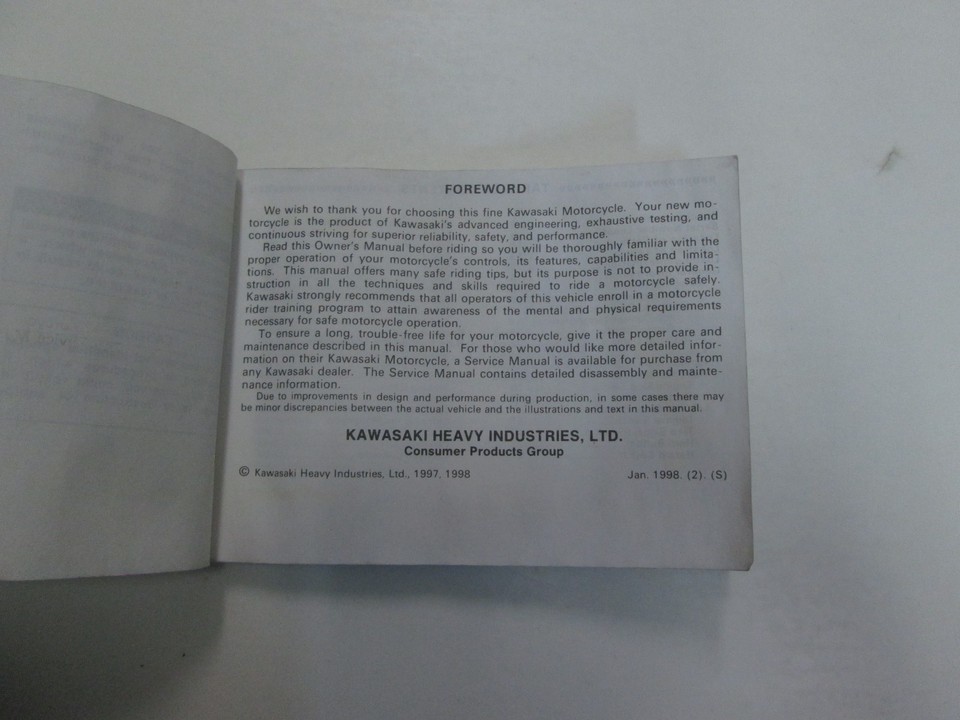 FOREWORD
We wish to thank you for choosing this fine Kawasaki Motorcycle. Your new mo-
torcycle is the product of Kawasaki's advanced engineering, exhaustive testing, and
continuous striving for superior reliability, safety, and performance.
Read this Owner's Manual before riding so you will be thoroughly familiar with the
proper operation of your motorcycle's controls, its features, capabilities and limita-
tions. This manual offers many safe riding tips, but its purpose is not to provide in-
struction in all the techniques and skills required to ride a motorcycle safely.
Kawasaki strongly recommends that all operators of this vehicle enroll in a motorcycle
rider training program to attain awareness of the mental and physical requirements
necessary for safe motorcycle operation.
To ensure a long, trouble-free life for your motorcycle, give it the proper care and
maintenance described in this manual. For those who would like more detailed infor-
mation on their Kawasaki Motorcycle, a Service Manual is available for purchase from
any Kawasaki dealer. The Service Manual contains detailed disassembly and mainte-
nance information.
Due to improvements in design and performance during production, in some cases there may
be minor discrepancies between the actual vehicle and the illustrations and text in this manual.
KAWASAKI HEAVY INDUSTRIES, LTD.
Consumer Products Group
© Kawasaki Heavy Industries, Ltd., 1997, 1998 Jan. 1998. (2). (S)